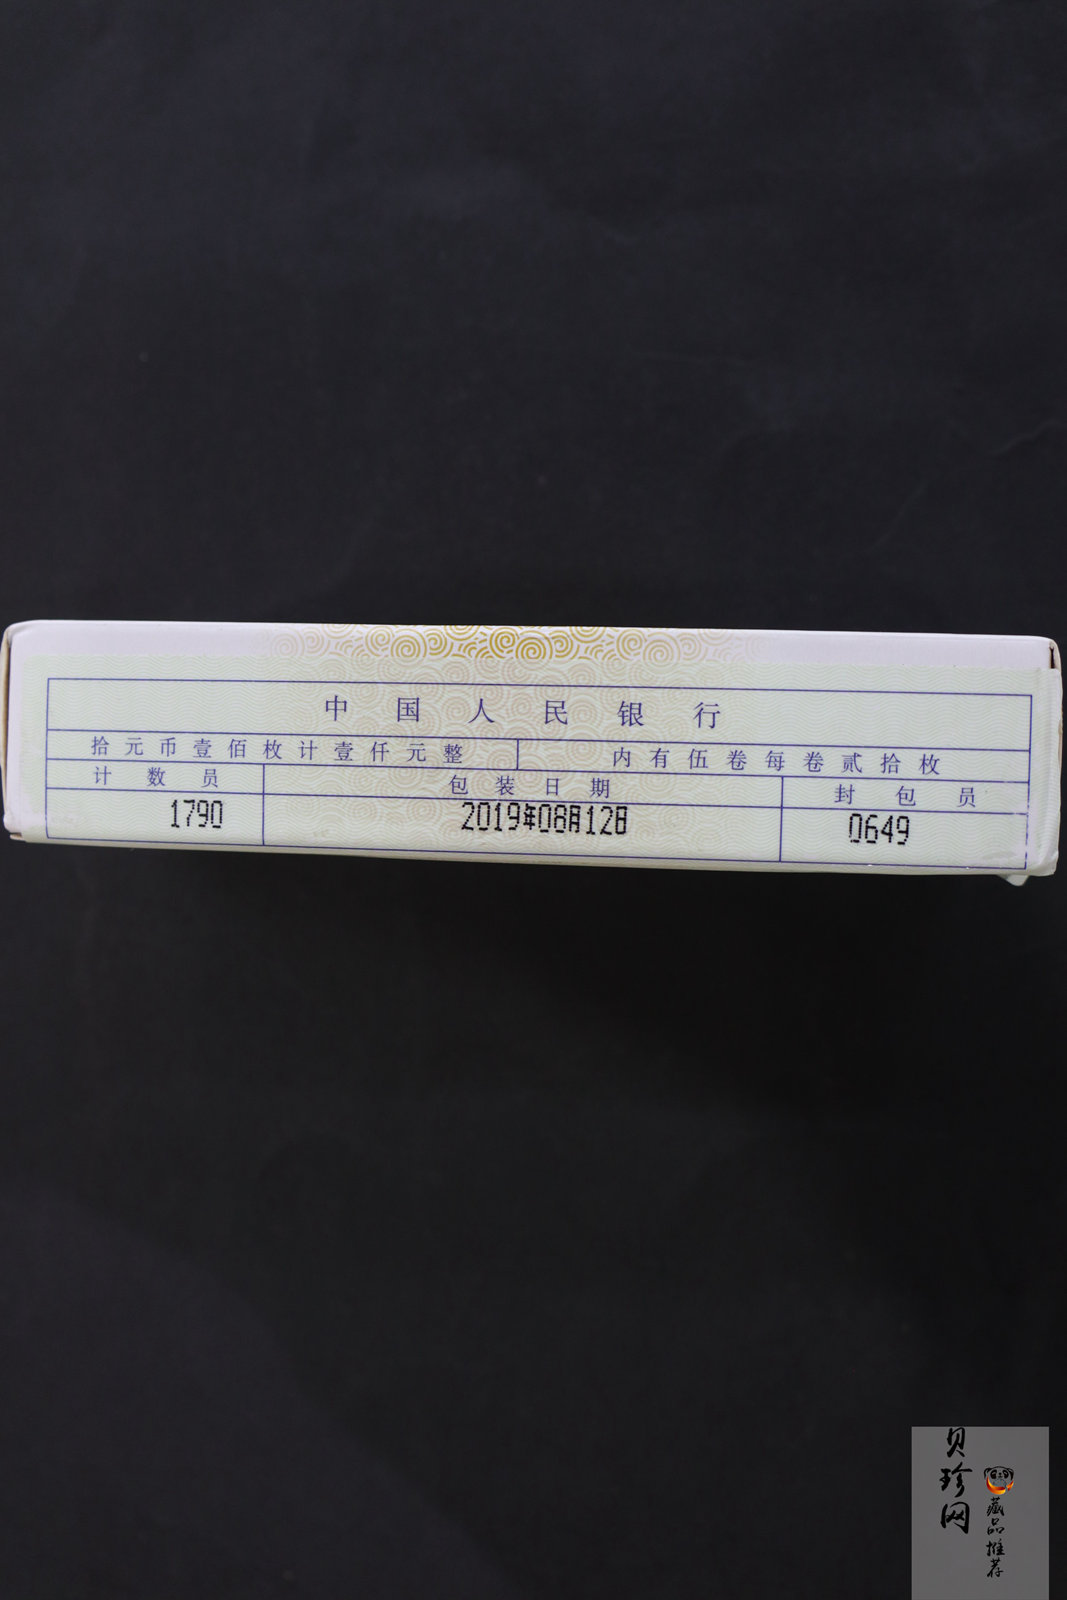 中国人民银行
拾元币壹佰枚计壹仟元整 内有伍卷每卷贰拾枚
计数员 包装日期 封包员
1790 2019年08月12日 0649
贝珍网
藏品推荐